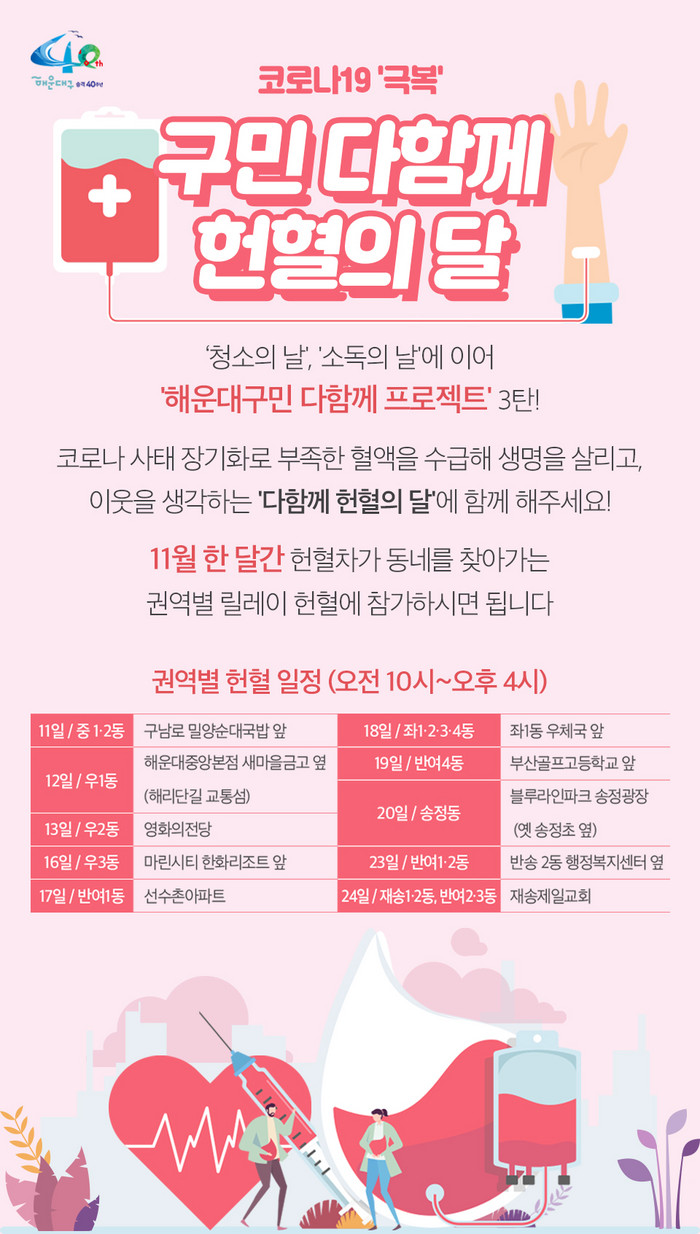 40th
해운대구 승격 40주년
코로나19 '극복'
구민 다함께
헌혈의 달
'청소의 날', '소독의 날'에 이어
'해운대구민 다함께 프로젝트' 3탄!
코로나 사태 장기화로 부족한 혈액을 수급해 생명을 살리고,
이웃을 생각하는 '다함께 헌혈의 달'에 함께 해주세요!
11월 한 달간 헌혈차가 동네를 찾아가는
권역별 릴레이 헌혈에 참가하시면 됩니다
권역별 헌혈 일정 (오전 10시~오후 4시)
11일 / 중 1·2동 구남로 밀양순대국밥 앞
12일 / 우1동 해운대중앙본점 새마을금고 옆
(해리단길 교통섬)
13일 / 우2동 영화의전당
16일 / 우3동 마린시티 한화리조트 앞
17일 / 반여1동 선수촌아파트
18일 / 좌1·2·3·4동 좌1동 우체국 앞
19일 / 반여4동 부산골프고등학교 앞
20일 / 송정동 블루라인파크 송정광장
(옛 송정초 옆)
23일 / 반여1·2동 반송 2동 행정복지센터 옆
24일 / 재송1·2동, 반여2·3동 재송제일교회